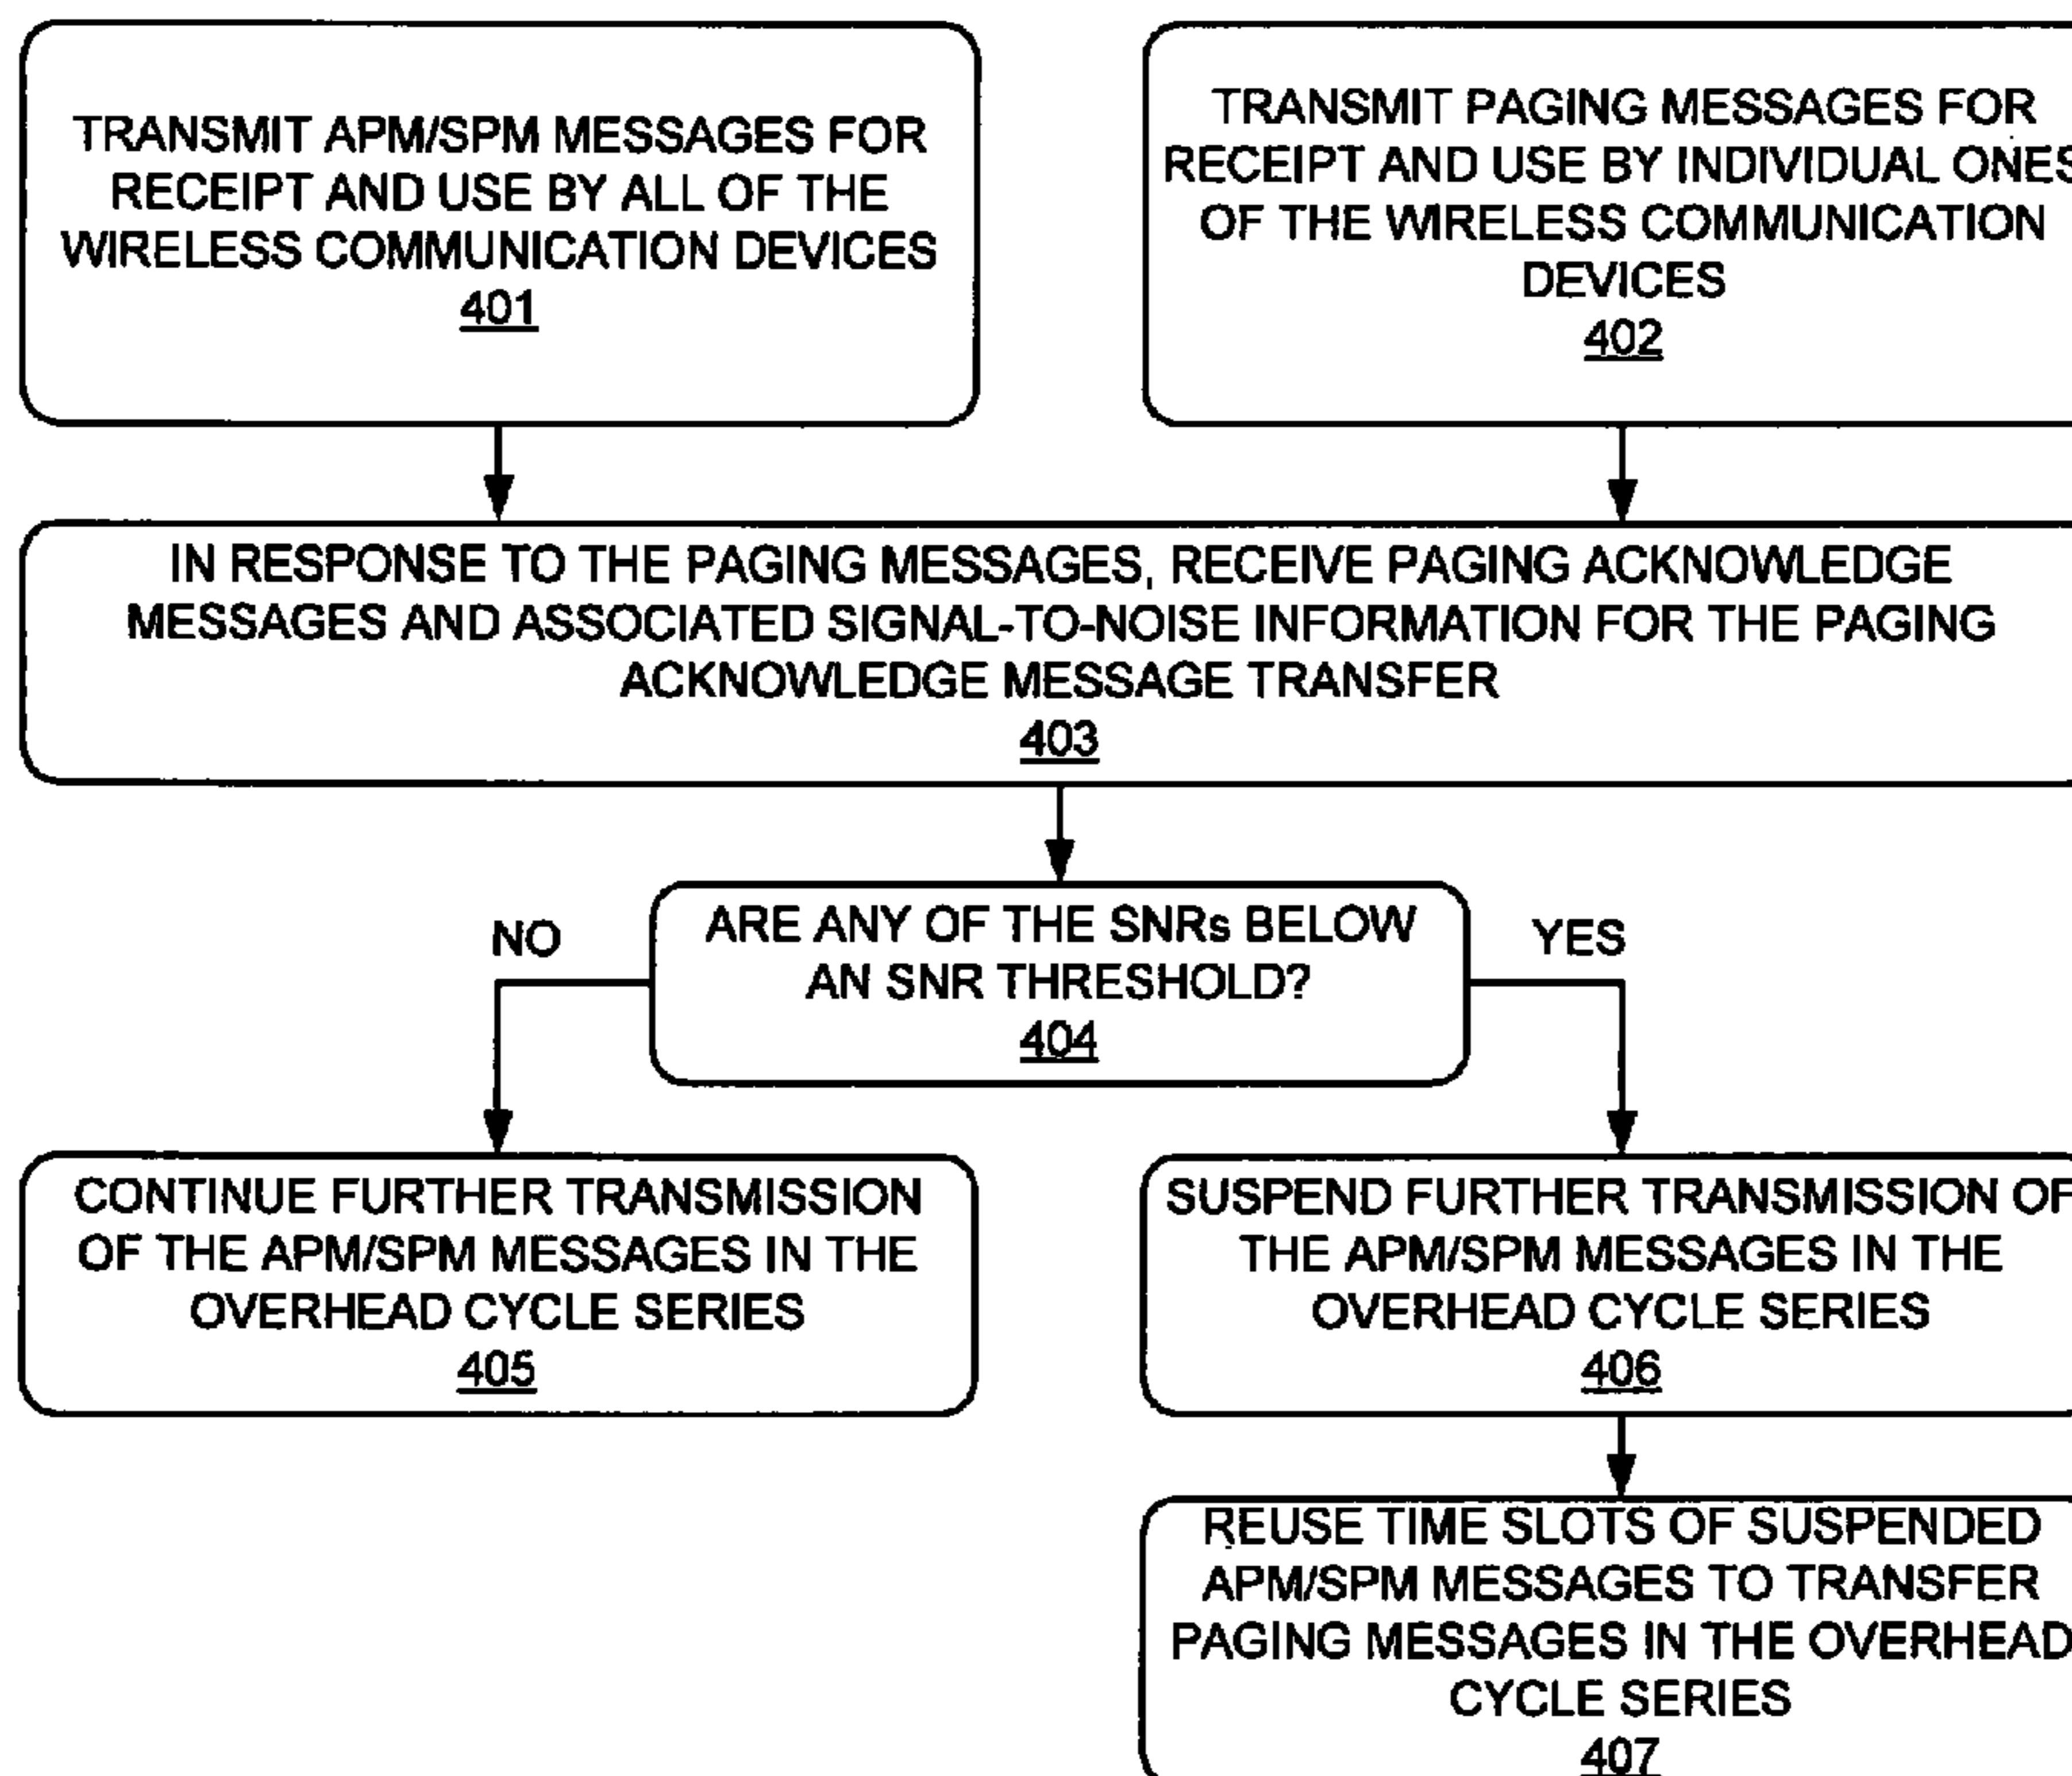 TRANSMIT APM/SPM MESSAGES FOR
RECEIPT AND USE BY ALL OF THE
WIRELESS COMMUNICATION DEVICES
401
TRANSMIT PAGING MESSAGES FOR
RECEIPT AND USE BY INDIVIDUAL ONES
OF THE WIRELESS COMMUNICATION
DEVICES
402
IN RESPONSE TO THE PAGING MESSAGES, RECEIVE PAGING ACKNOWLEDGE
MESSAGES AND ASSOCIATED SIGNAL-TO-NOISE INFORMATION FOR THE PAGING
ACKNOWLEDGE MESSAGE TRANSFER
403
ARE ANY OF THE SNRs BELOW
AN SNR THRESHOLD?
404
NO
YES
CONTINUE FURTHER TRANSMISSION
OF THE APM/SPM MESSAGES IN THE
OVERHEAD CYCLE SERIES
405
SUSPEND FURTHER TRANSMISSION OF
THE APM/SPM MESSAGES IN THE
OVERHEAD CYCLE SERIES
406
REUSE TIME SLOTS OF SUSPENDED
APM/SPM MESSAGES TO TRANSFER
PAGING MESSAGES IN THE OVERHEAD
CYCLE SERIES
407